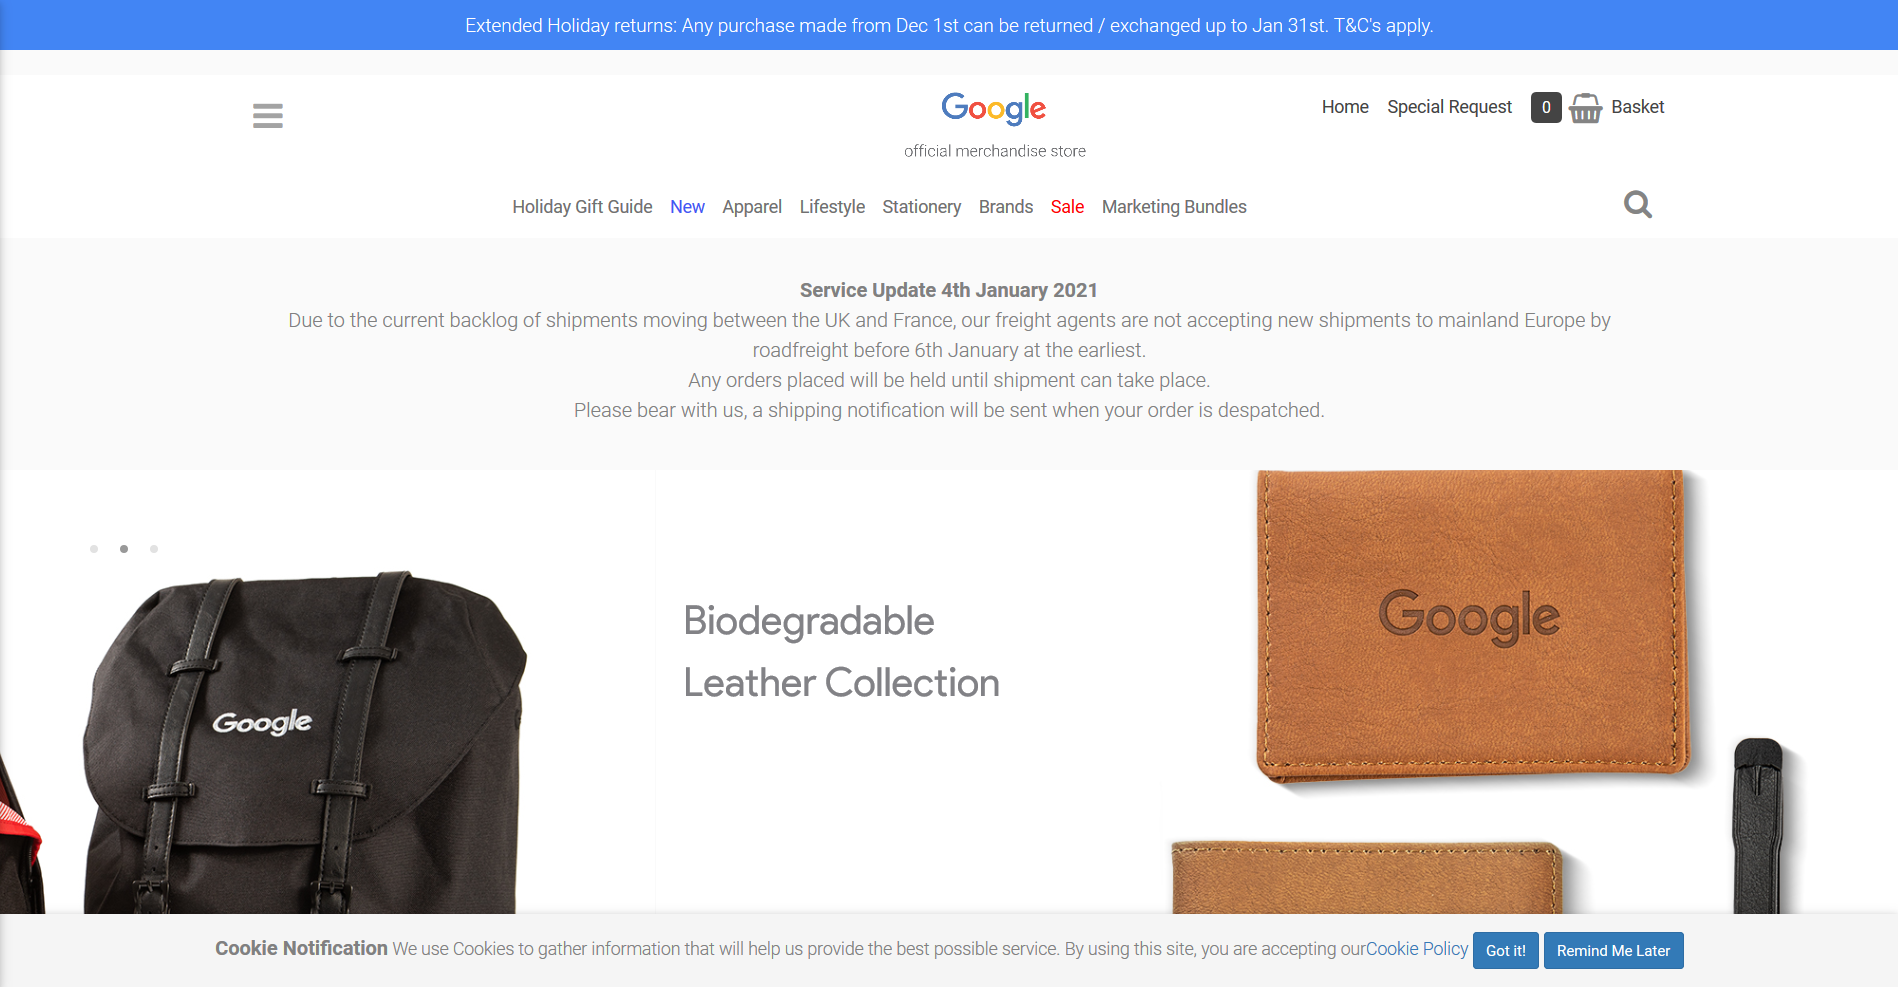 Extended Holiday returns: Any purchase made from Dec 1st can be returned / exchanged up to Jan 31st. T&C's apply.
Google
official merchandise store
Home Special Request 0 Basket
Holiday Gift Guide New Apparel Lifestyle Stationery Brands Sale Marketing Bundles
Service Update 4th January 2021
Due to the current backlog of shipments moving between the UK and France, our freight agents are not accepting new shipments to mainland Europe by
roadfreight before 6th January at the earliest.
Any orders placed will be held until shipment can take place.
Please bear with us, a shipping notification will be sent when your order is despatched.
Google
Biodegradable
Leather Collection
Google
Cookie Notification We use Cookies to gather information that will help us provide the best possible service. By using this site, you are accepting ourCookie Policy Got it! Remind Me Later